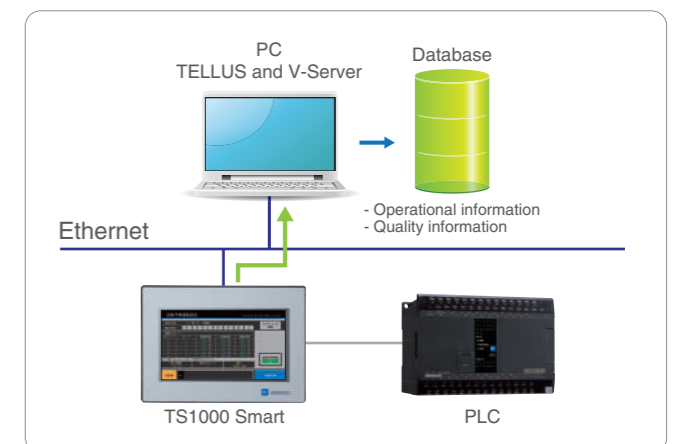 PC
TELLUS and V-Server
Database
- Operational information
- Quality information
Ethernet
TS1000 Smart
PLC